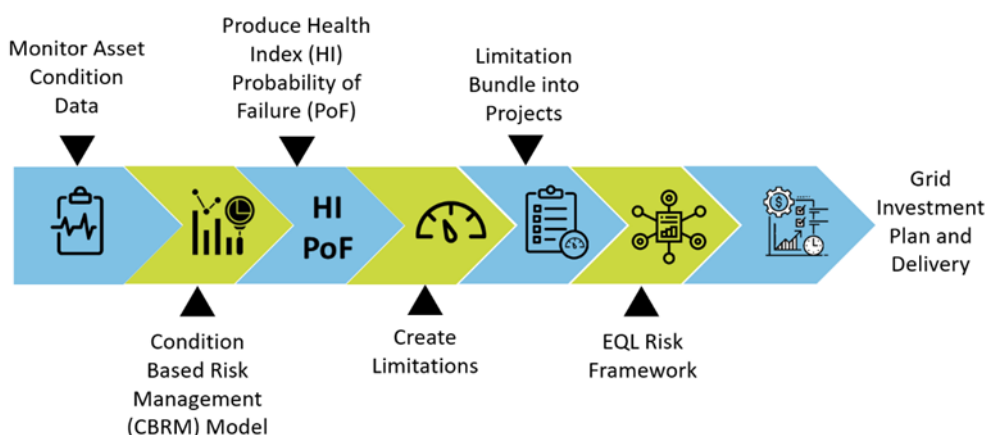 Monitor Asset
Condition
Data
Produce Health
Index (HI)
Probability of
Failure (PoF)
Limitation
Bundle into
Projects
HI
PoF
Grid
Investment
Plan and
Delivery
Condition
Based Risk
Management
(CBRM) Model
Create
Limitations
EQL Risk
Framework